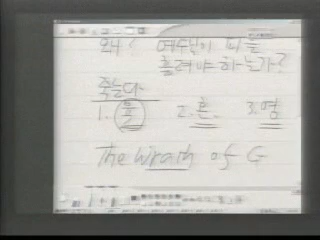 왜? 예수님이 피를
흘려야 하는가?
죽는다
1. 몸 2. 혼 3. 영
The Wrath of G